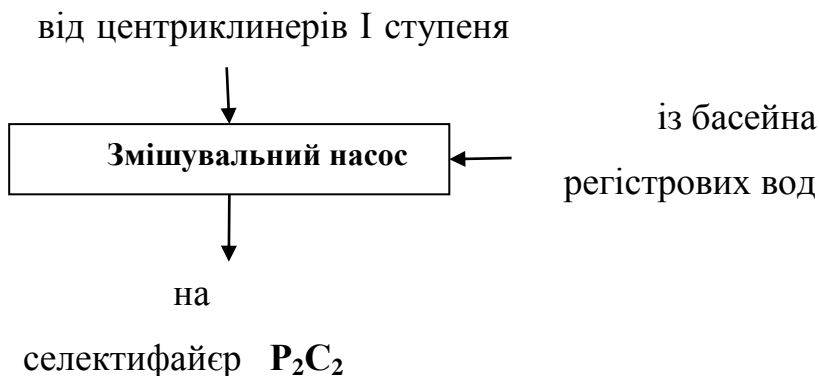 від центриклинерів І ступеня
із басейна
Змішувальний насос
регістрових вод
на
селектифайєр P₂C₂